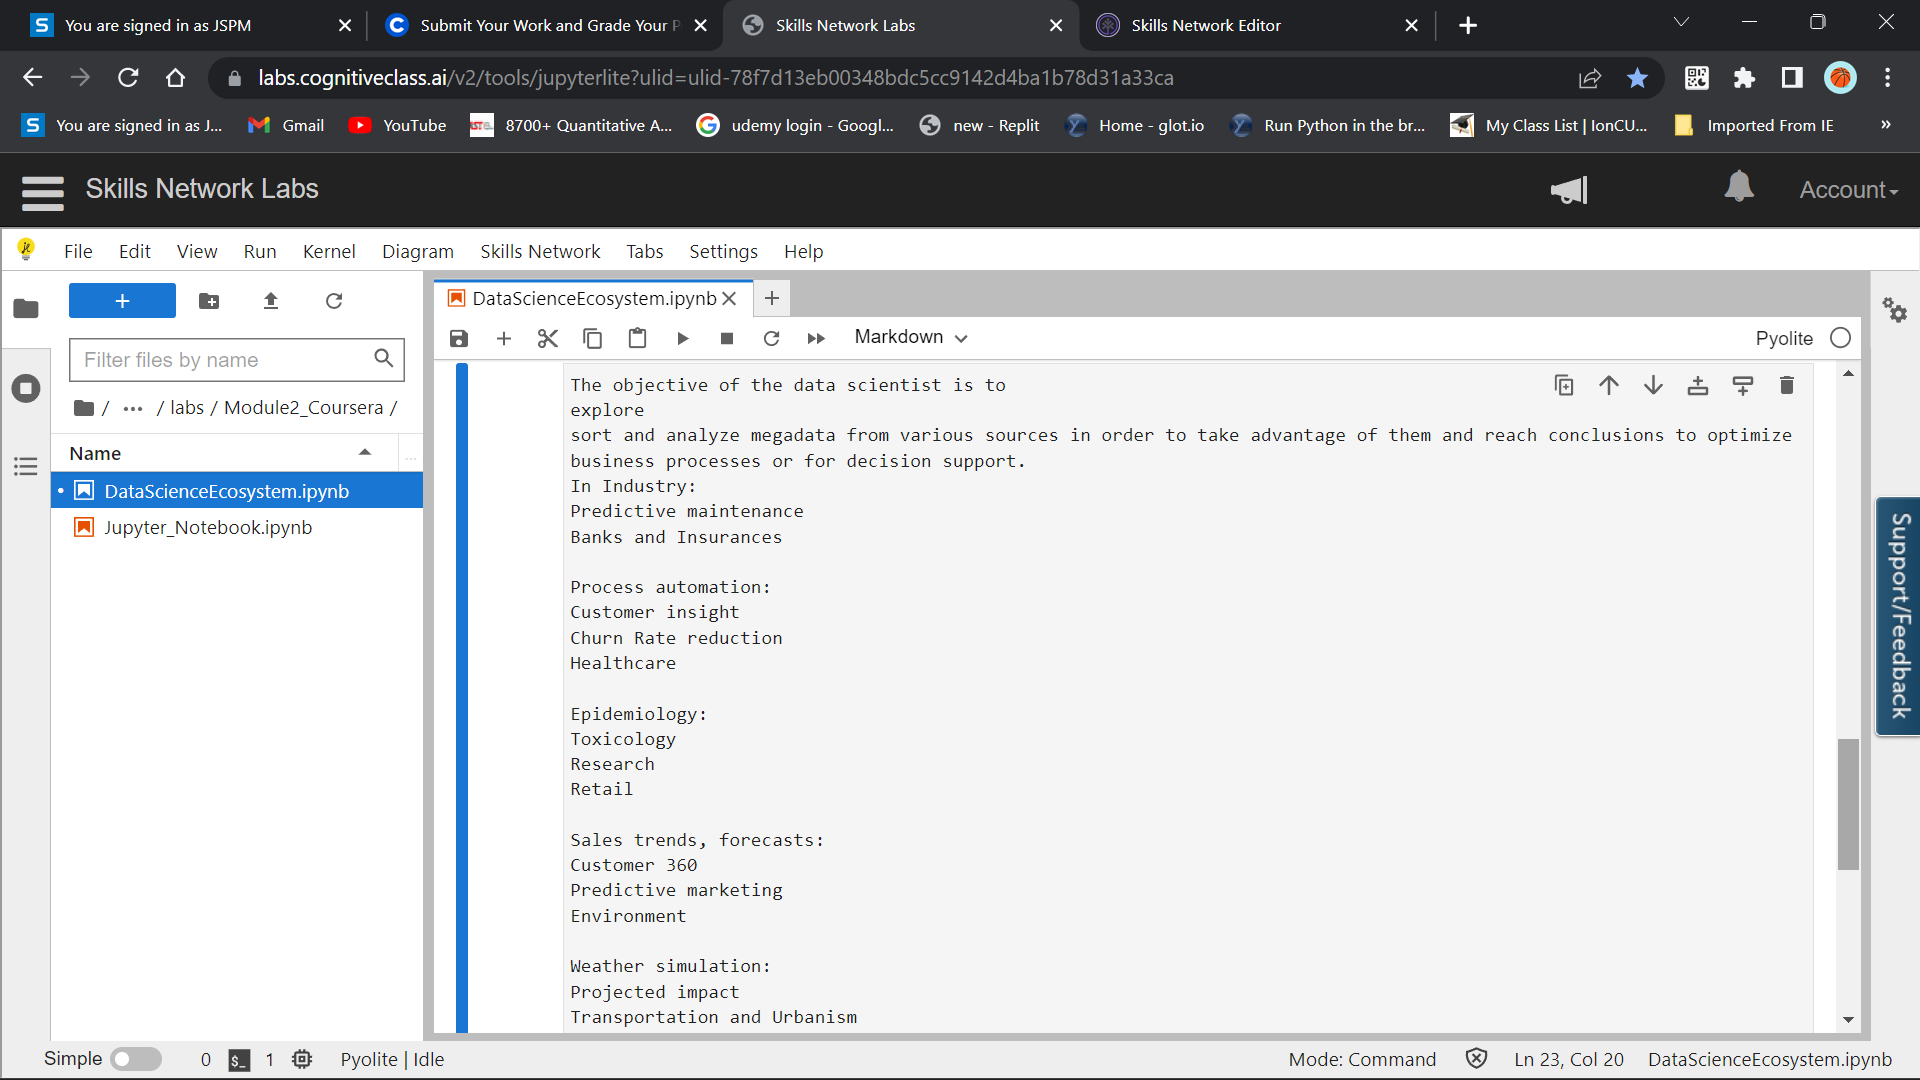 You are signed in as JSPM
Submit Your Work and Grade Your P
Skills Network Labs
Skills Network Editor
labs.cognitiveclass.ai/v2/tools/jupyterlite?ulid=ulid-78f7d13eb00348bdc5cc9142d4ba1b78d31a33ca
You are signed in as J...
Gmail
YouTube
8700+ Quantitative A...
udemy login - Googl...
new - Replit
Home - glot.io
Run Python in the br...
My Class List | IonCU...
Imported From IE
»
Skills Network Labs
Account
File Edit View Run Kernel Diagram Skills Network Tabs Settings Help
DataScienceEcosystem.ipynb
Filter files by name
Markdown
Pyolite
/ ... / labs / Module2_Coursera /
Name
DataScienceEcosystem.ipynb
Jupyter_Notebook.ipynb
The objective of the data scientist is to
explore
sort and analyze megadata from various sources in order to take advantage of them and reach conclusions to optimize
business processes or for decision support.
In Industry:
Predictive maintenance
Banks and Insurances
Process automation:
Customer insight
Churn Rate reduction
Healthcare
Epidemiology:
Toxicology
Research
Retail
Sales trends, forecasts:
Customer 360
Predictive marketing
Environment
Weather simulation:
Projected impact
Transportation and Urbanism
Support/Feedback
Simple
0
$_
1
Pyolite | Idle
Mode: Command
Ln 23, Col 20
DataScienceEcosystem.ipynb